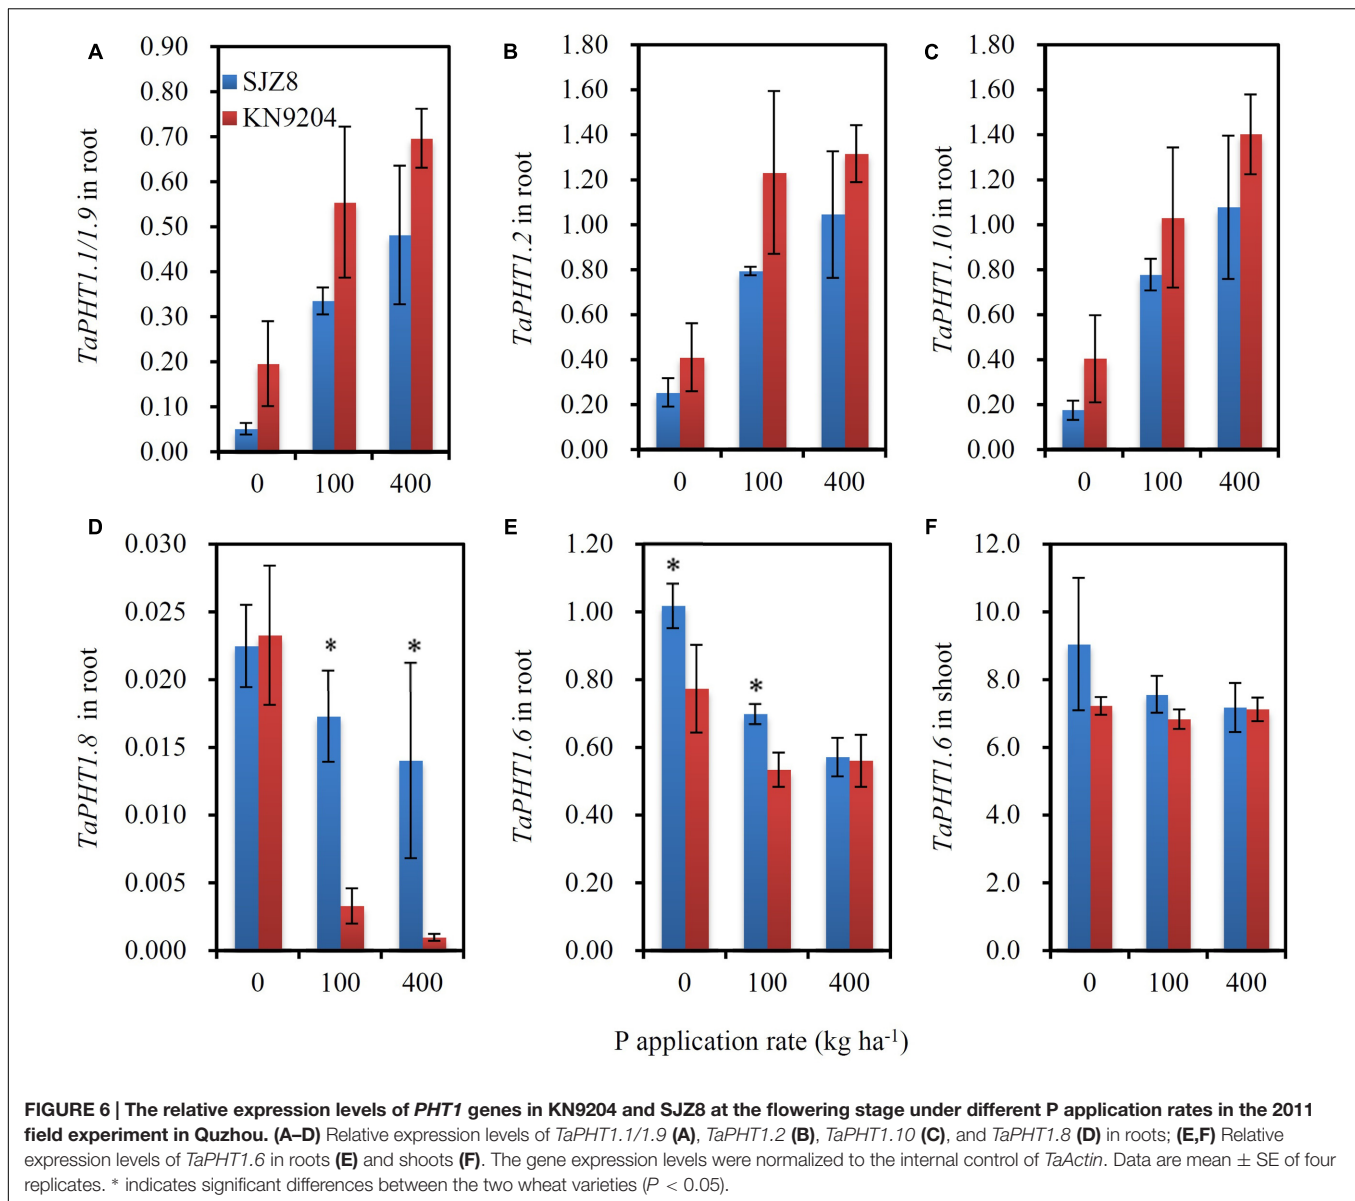 A
0.90
0.80
0.70
0.60
0.50
0.40
0.30
0.20
0.10
0.00
TaPHT1.1/1.9 in root
SJZ8
KN9204
0 100 400
B
1.80
1.60
1.40
1.20
1.00
0.80
0.60
0.40
0.20
0.00
TaPHT1.2 in root
0 100 400
C
1.80
1.60
1.40
1.20
1.00
0.80
0.60
0.40
0.20
0.00
TaPHT1.10 in root
0 100 400
D
0.030
0.025
0.020
0.015
0.010
0.005
0.000
TaPHT1.8 in root
* *
0 100 400
E
1.20
1.00
0.80
0.60
0.40
0.20
0.00
TaPHT1.6 in root
*
*
0 100 400
F
12.0
10.0
8.0
6.0
4.0
2.0
0.0
TaPHT1.6 in shoot
0 100 400
P application rate (kg ha-1)
FIGURE 6 | The relative expression levels of PHT1 genes in KN9204 and SJZ8 at the flowering stage under different P application rates in the 2011
field experiment in Quzhou. (A–D) Relative expression levels of TaPHT1.1/1.9 (A), TaPHT1.2 (B), TaPHT1.10 (C), and TaPHT1.8 (D) in roots; (E,F) Relative
expression levels of TaPHT1.6 in roots (E) and shoots (F). The gene expression levels were normalized to the internal control of TaActin. Data are mean ± SE of four
replicates. * indicates significant differences between the two wheat varieties (P < 0.05).